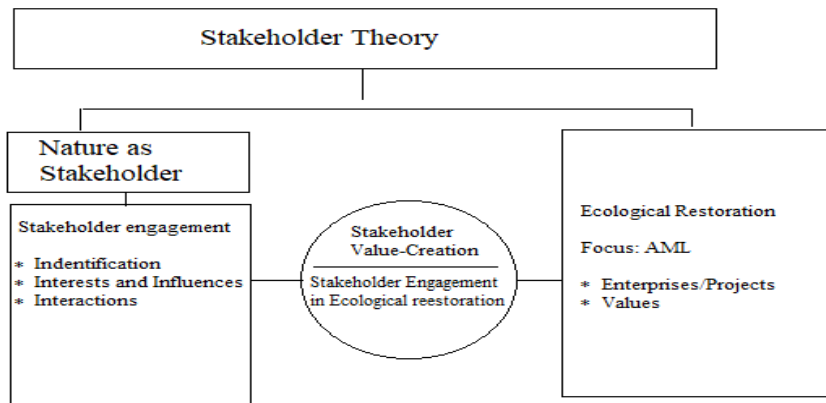 Stakeholder Theory
Nature as
Stakeholder
Stakeholder engagement
* Indentification
* Interests and Influences
* Interactions
Stakeholder
Value-Creation
Stakeholder Engagement
in Ecological reestoration
Ecological Restoration
Focus: AML
* Enterprises/Projects
* Values